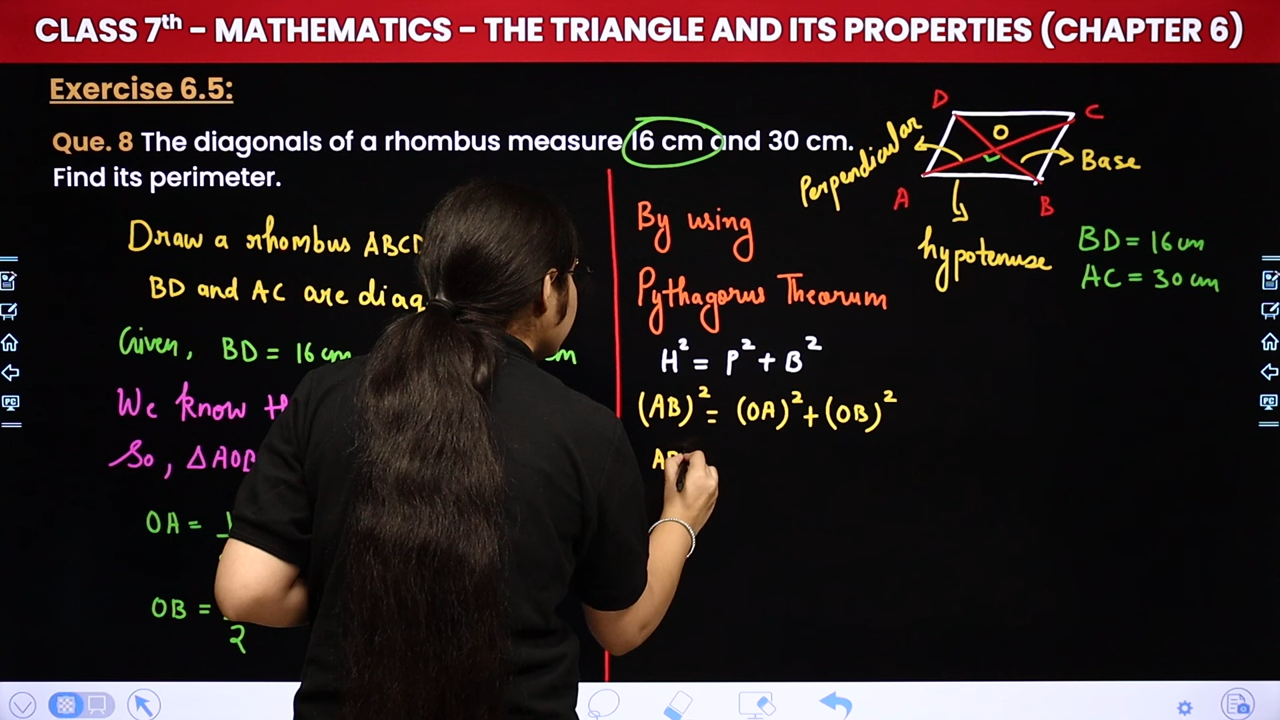 CLASS 7th - MATHEMATICS - THE TRIANGLE AND ITS PROPERTIES (CHAPTER 6)
Exercise 6.5:
Que. 8 The diagonals of a rhombus measure 16 cm and 30 cm.
Find its perimeter.
Draw a rhombus ABCD
BD and AC are
Given, BD = 16 cm
We know
So,
OA =
OB =
2
By using
Pythagorus Theorum
H² = P² + B²
(AB)² = (OA)² + (OB)²
D
C
O
A
B
Perpendicular
Base
hypotenuse
BD = 16 cm
AC = 30 cm
PC
PC